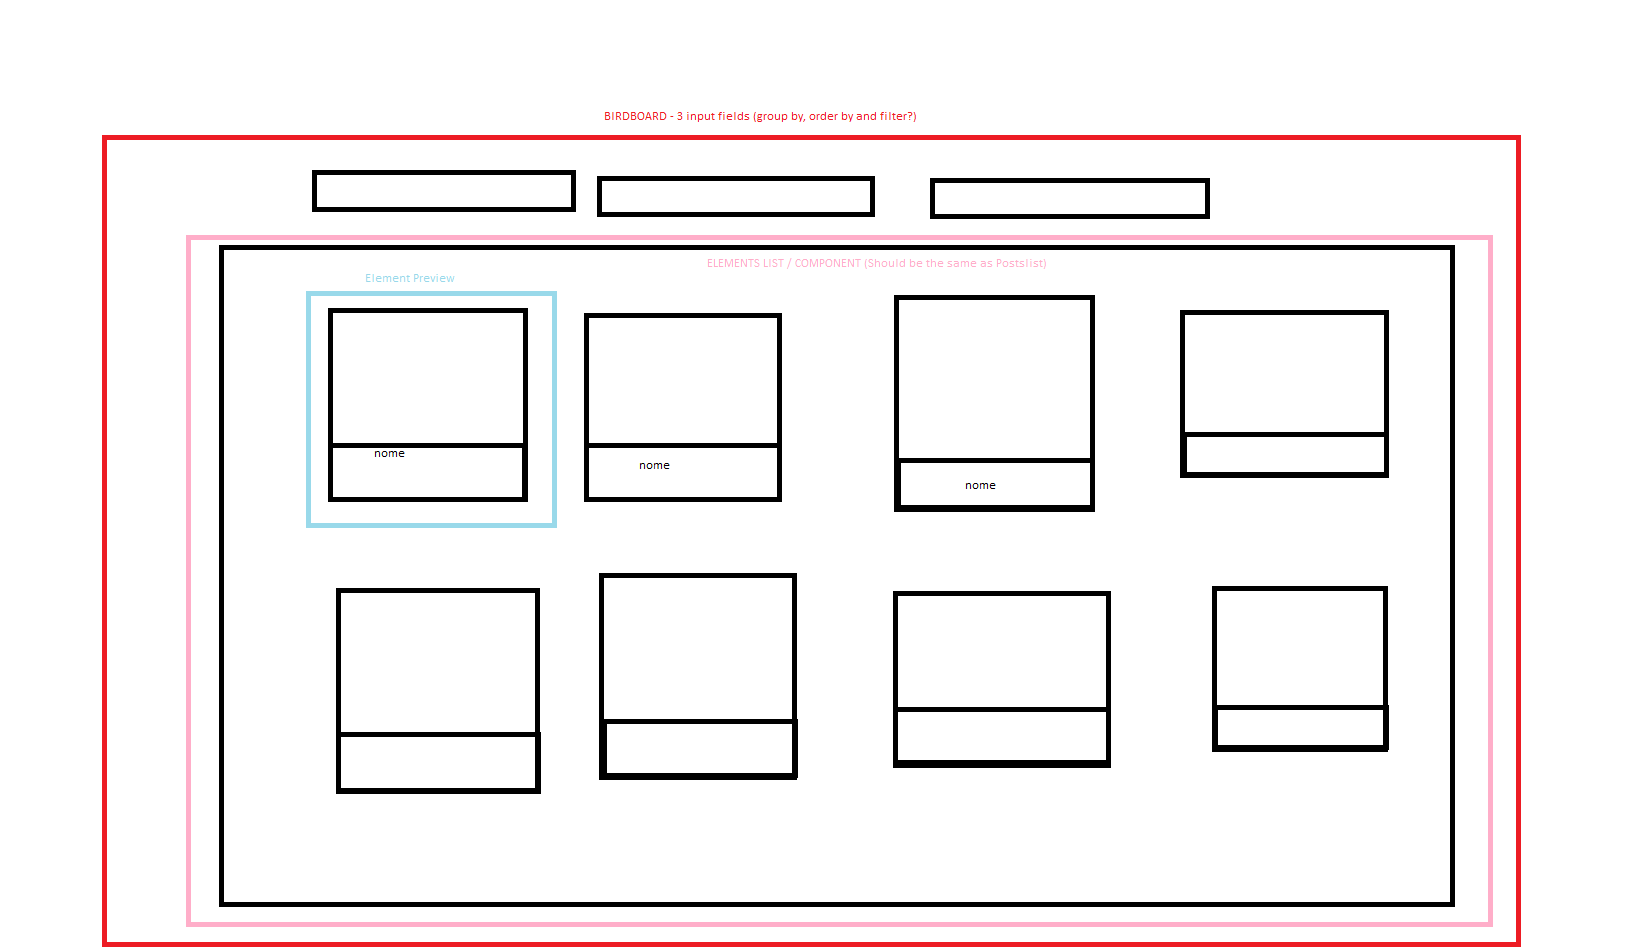 BIRDBOARD - 3 input fields (group by, order by and filter?)
ELEMENTS LIST / COMPONENT (Should be the same as Postslist)
Element Preview
nome
nome
nome